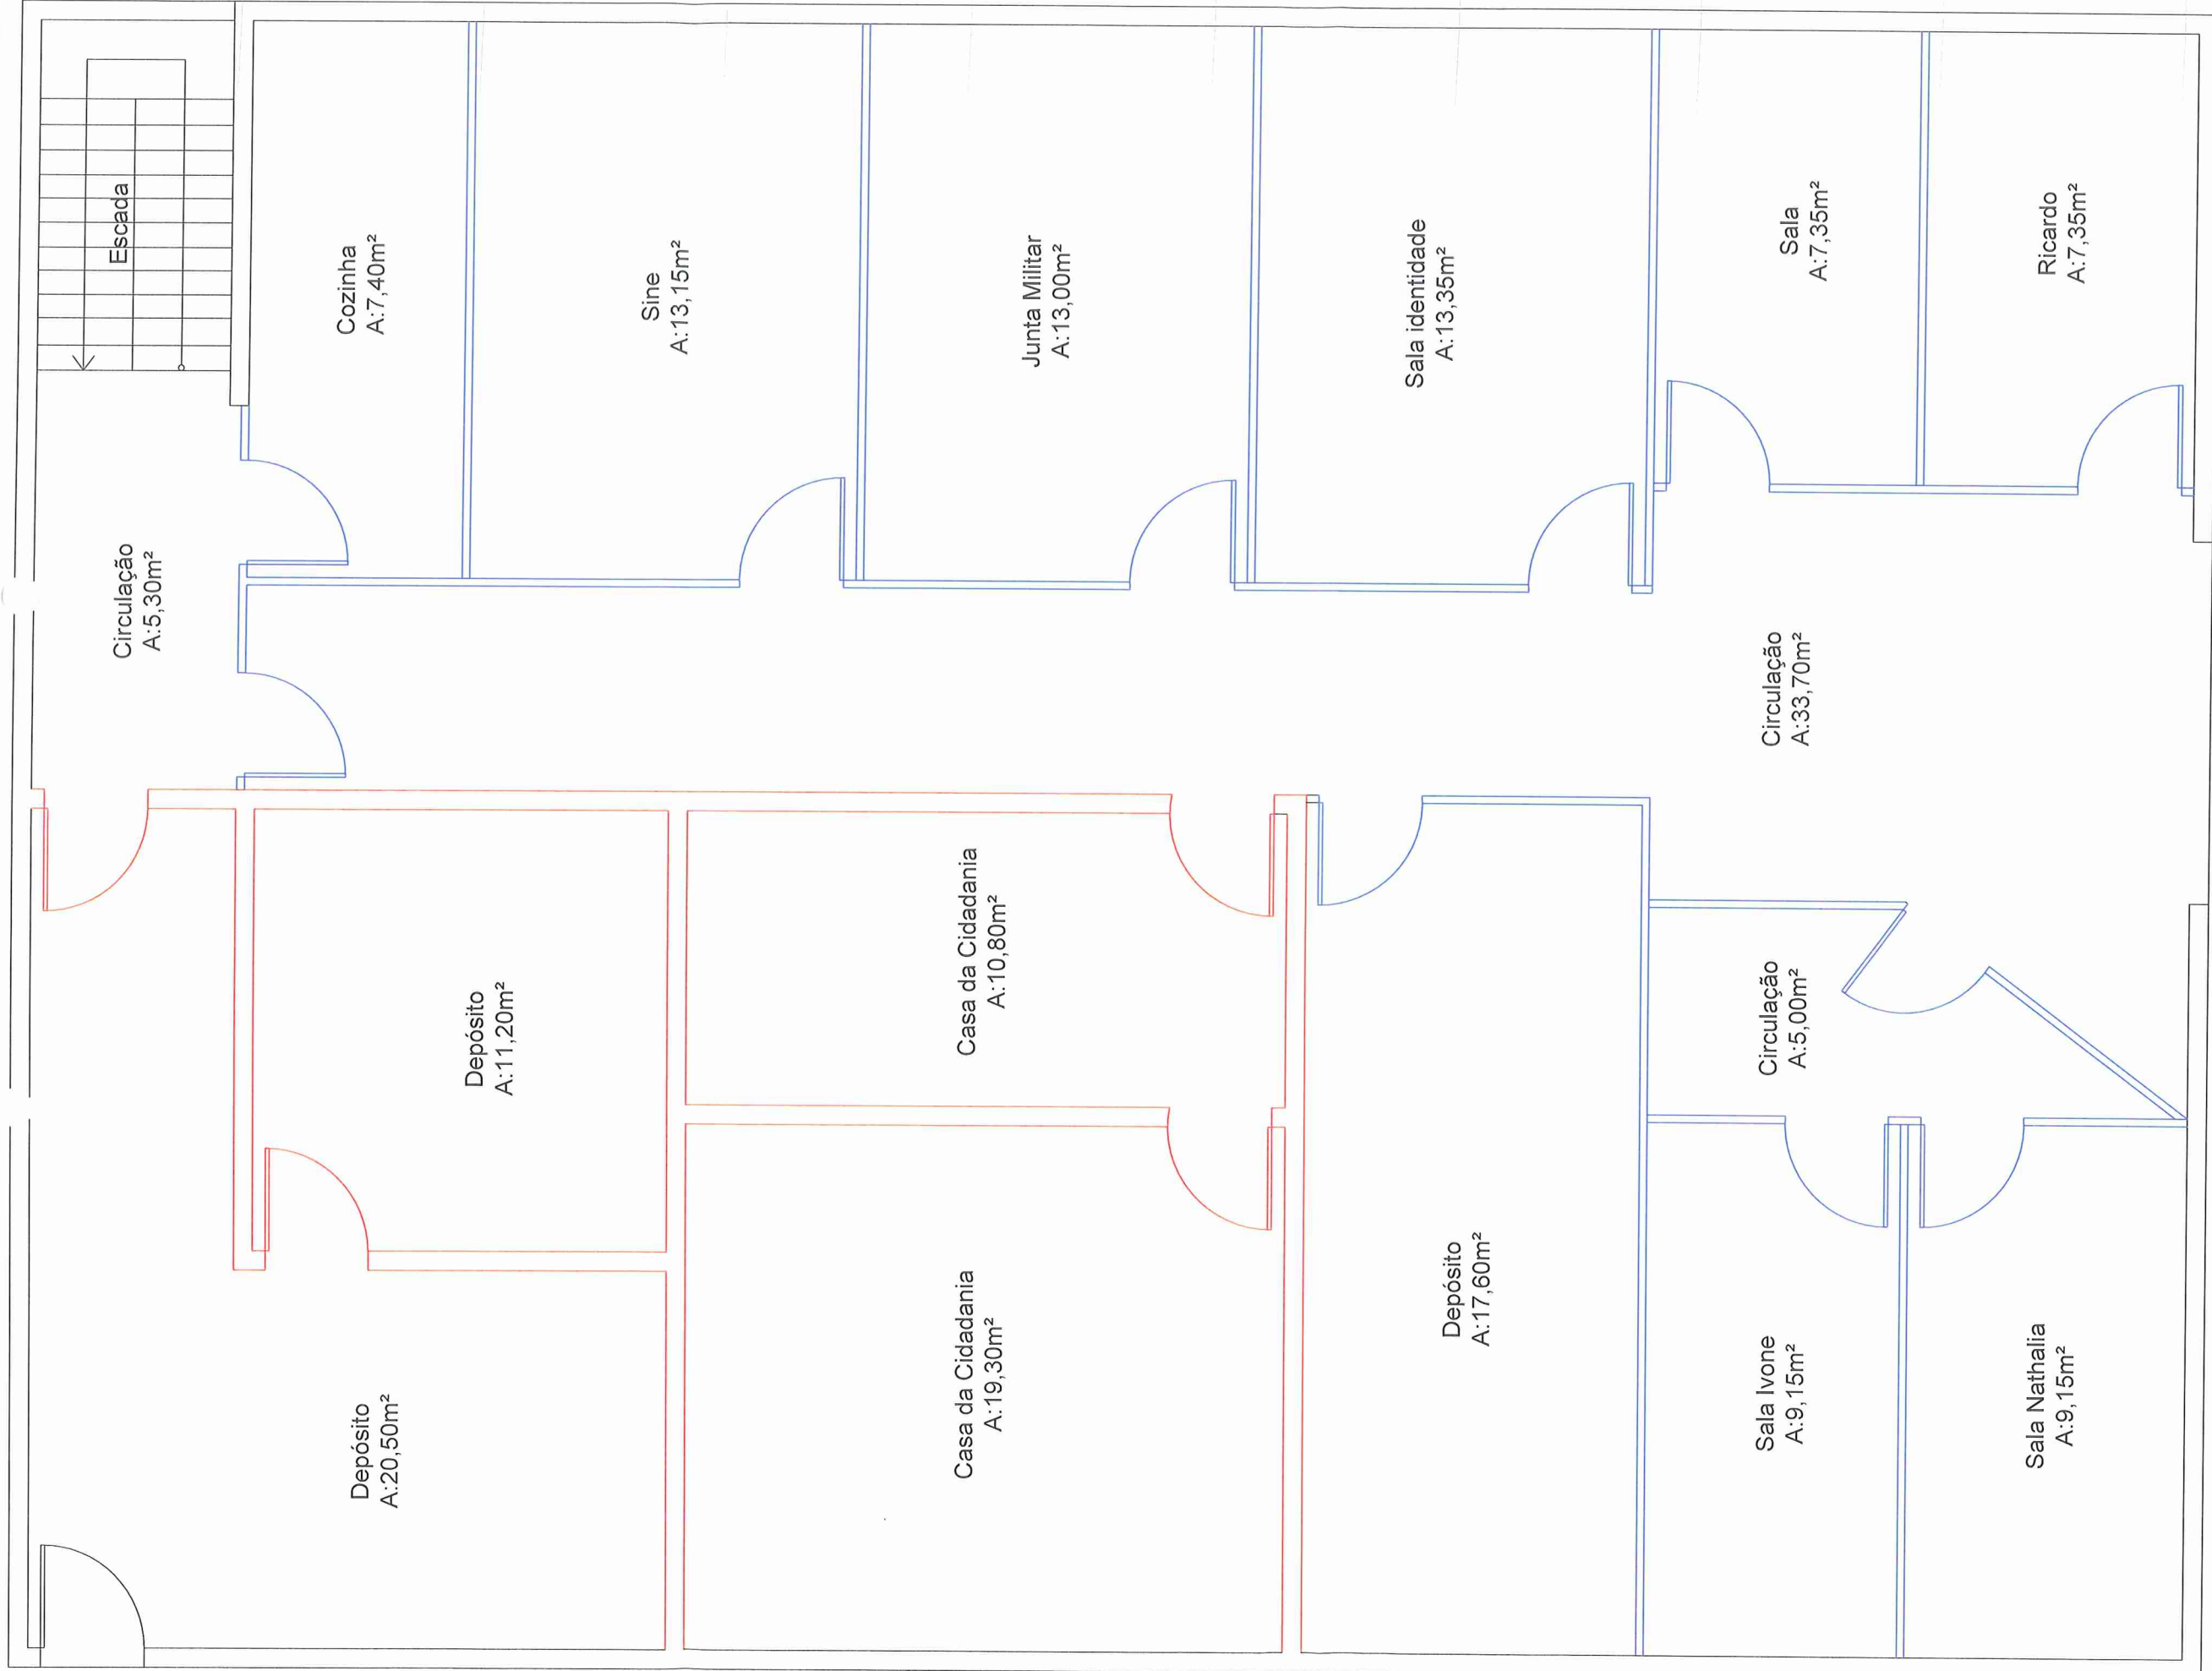 Escada
Cozinha
A:7,40m²
Sine
A:13,15m²
Junta Militar
A:13,00m²
Sala identidade
A:13,35m²
Sala
A:7,35m²
Ricardo
A:7,35m²
Circulação
A:5,30m²
Circulação
A:33,70m²
Depósito
A:11,20m²
Casa da Cidadania
A:10,80m²
Circulação
A:5,00m²
Depósito
A:20,50m²
Casa da Cidadania
A:19,30m²
Depósito
A:17,60m²
Sala Ivone
A:9,15m²
Sala Nathalia
A:9,15m²